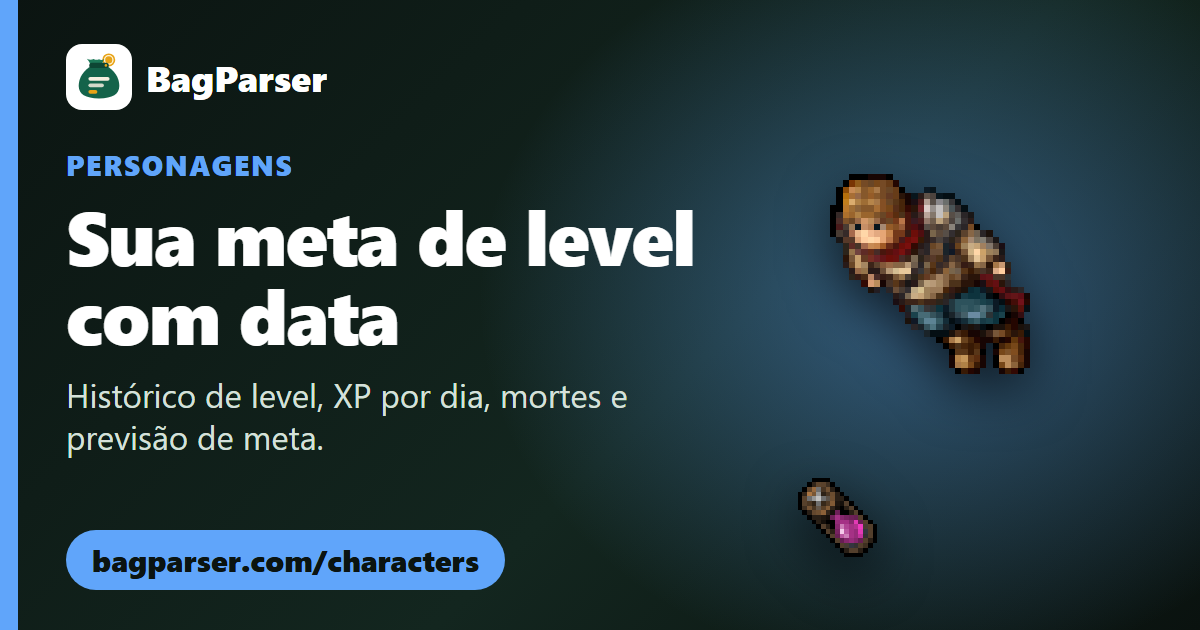 BagParser
PERSONAGENS
Sua meta de level
com data
Histórico de level, XP por dia, mortes e
previsão de meta.
bagparser.com/characters